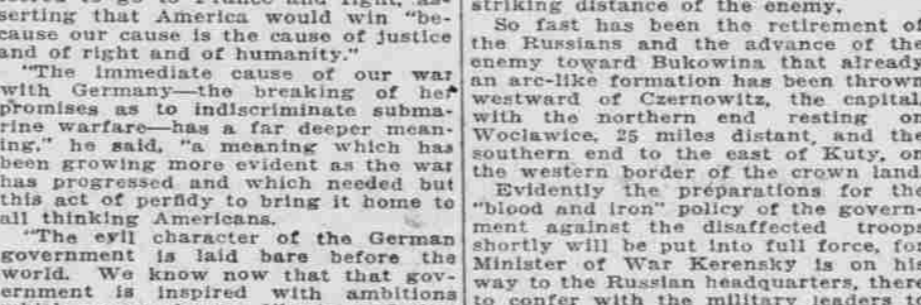 serting that America would win "be-
cause our cause is the cause of justice
and of right and of humanity."
"The immediate cause of our war
with Germany—the breaking of her
promises as to indiscriminate subma-
rine warfare—has a far deeper mean-
ing," he said, "a meaning which has
been growing more evident as the war
has progressed and which needed but
this act of perfidy to bring it home to
all thinking Americans.
"The evil character of the German
government is laid bare before the
world. We know now that that gov-
ernment is inspired with ambitions
striking distance of the enemy.
So fast has been the retirement of
the Russians and the advance of the
enemy toward Bukowina that already
an arc-like formation has been thrown
westward of Czernowitz, the capital
with the northern end resting on
Woclawice, 25 miles distant, and the
southern end to the east of Kuty, on
the western border of the crown land.
Evidently the preparations for the
"blood and iron" policy of the govern-
ment against the disaffected troops
shortly will be put into full force, for
Minister of War Kerensky is on his
way to the Russian headquarters, there
to confer with the military leaders